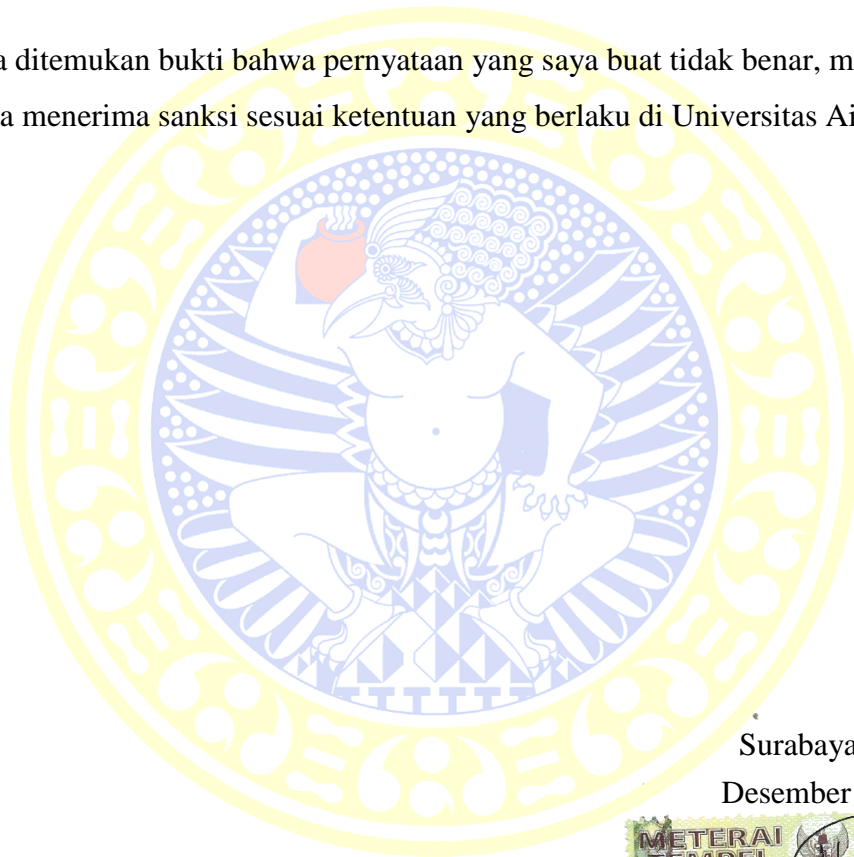 a ditemukan bukti bahwa pernyataan yang saya buat tidak benar, m
a menerima sanksi sesuai ketentuan yang berlaku di Universitas Ai
Surabaya
Desember
METERAI
TEMPEL